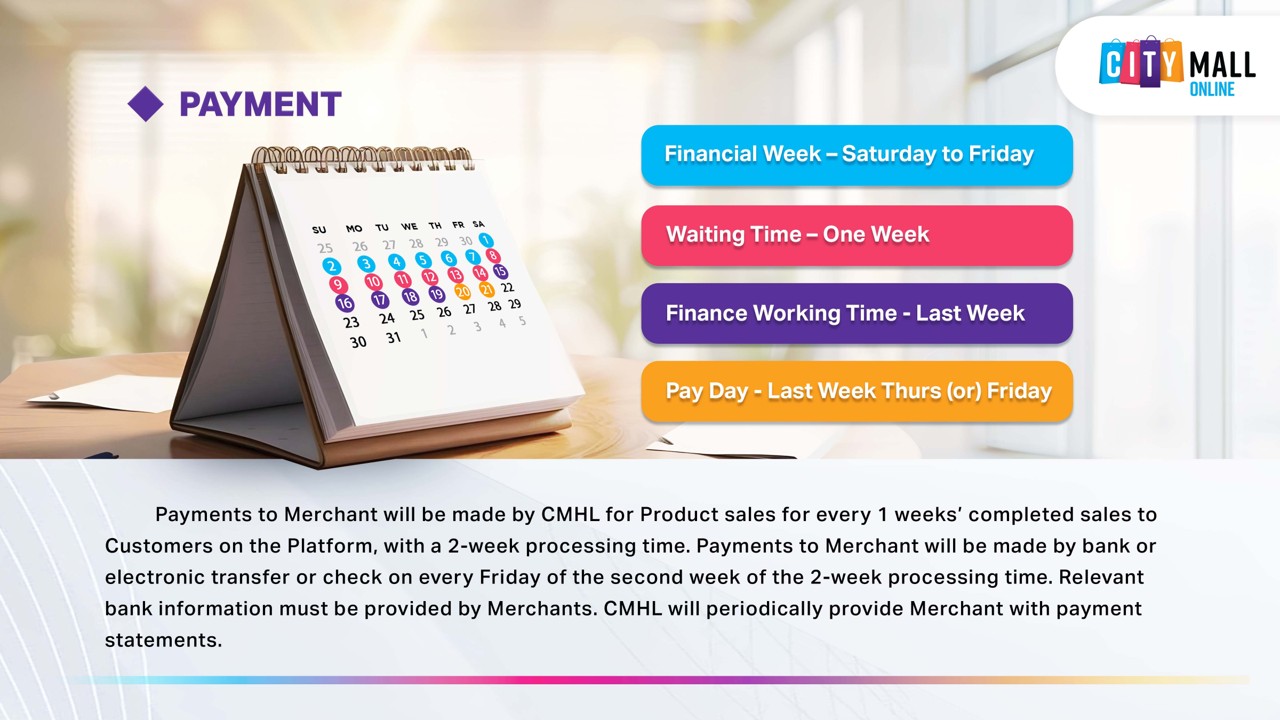 CITY MALL
ONLINE
PAYMENT
Financial Week – Saturday to Friday
Waiting Time – One Week
Finance Working Time - Last Week
Pay Day - Last Week Thurs (or) Friday
SU MO TU WE TH FR SA
25 26 27 28 29 30 1
2 3 4 5 6 7 8
9 10 11 12 13 14 15
16 17 18 19 20 21 22
23 24 25 26 27 28 29
30 31 1 2 3 4 5
Payments to Merchant will be made by CMHL for Product sales for every 1 weeks’ completed sales to
Customers on the Platform, with a 2-week processing time. Payments to Merchant will be made by bank or
electronic transfer or check on every Friday of the second week of the 2-week processing time. Relevant
bank information must be provided by Merchants. CMHL will periodically provide Merchant with payment
statements.